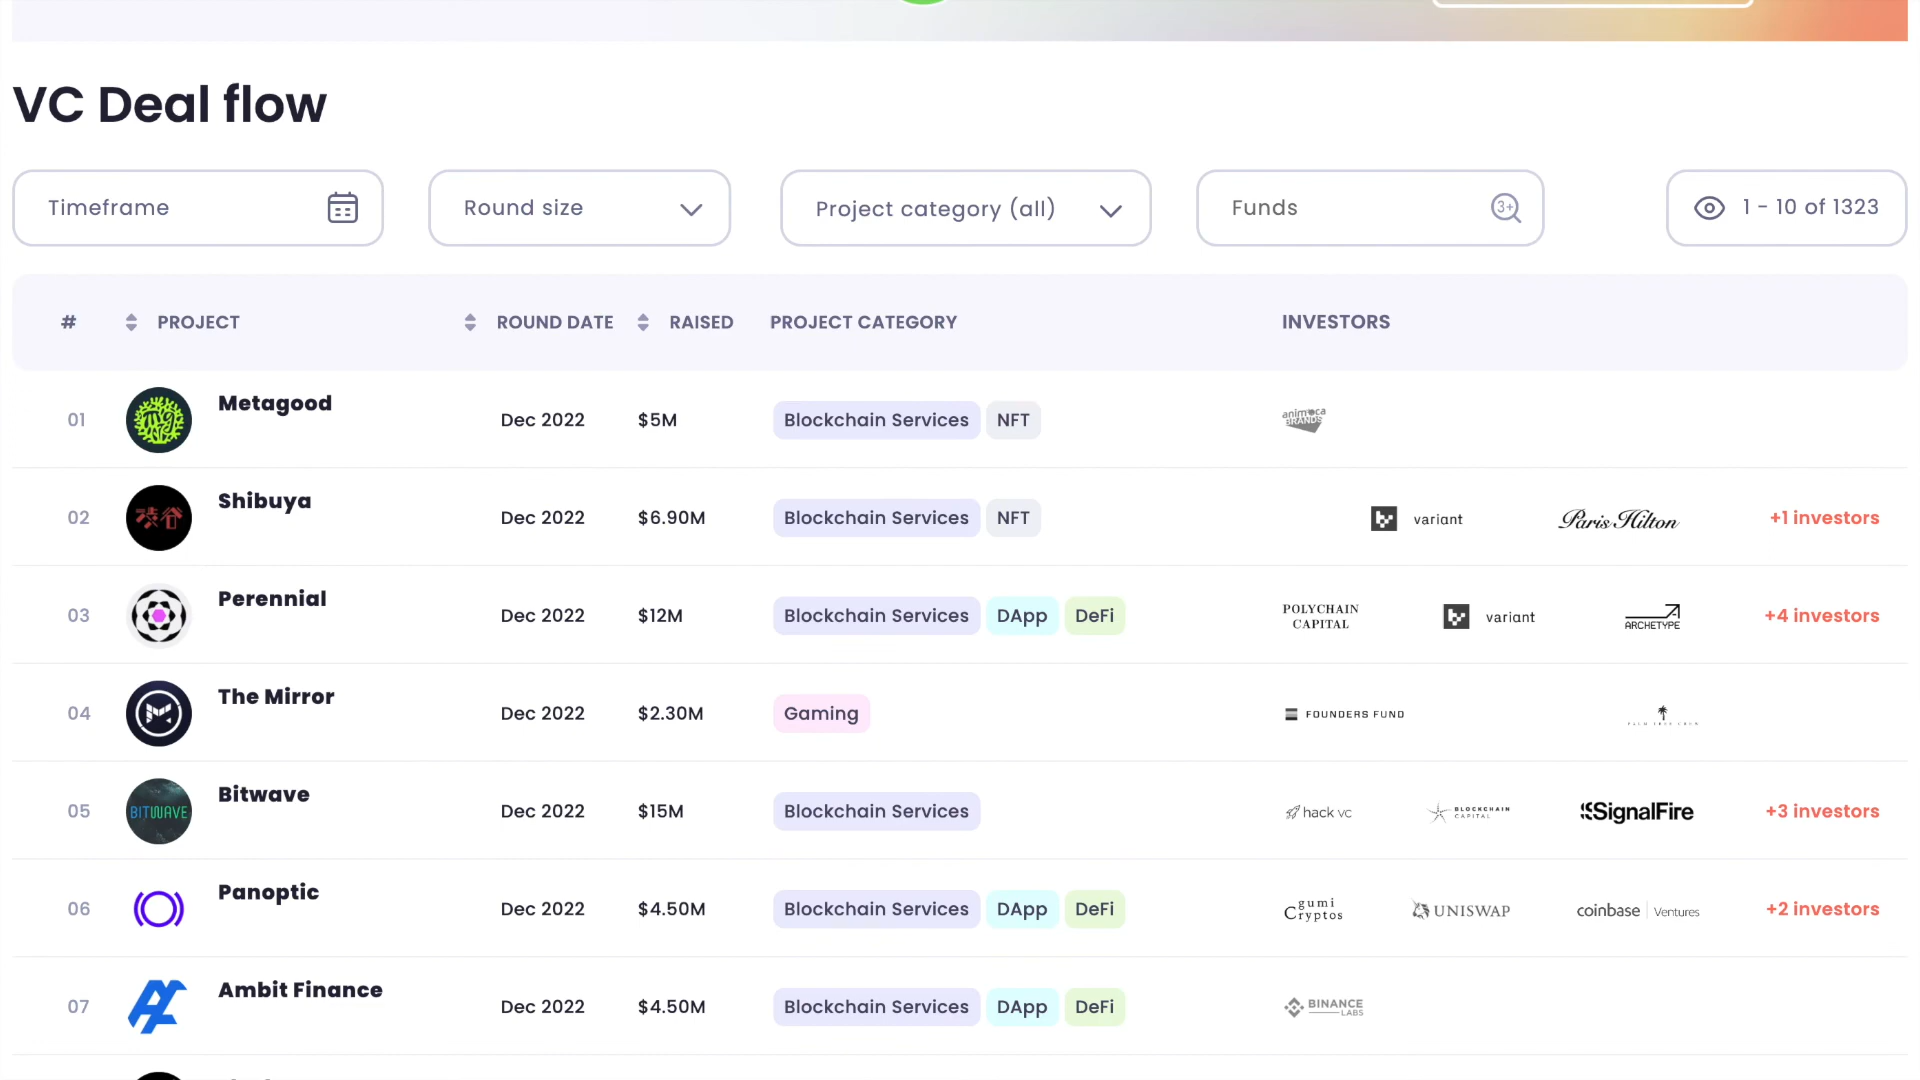 VC Deal flow
Timeframe
Round size
Project category (all)
Funds
3+
1 - 10 of 1323
# PROJECT ROUND DATE RAISED PROJECT CATEGORY INVESTORS
01 Metagood Dec 2022 $5M Blockchain Services NFT
animoca
BRANDS
02 渋谷 Shibuya Dec 2022 $6.90M Blockchain Services NFT variant Paris Hilton +1 investors
03 Perennial Dec 2022 $12M Blockchain Services DApp DeFi
POLYCHAIN
CAPITAL
variant
ARCHETYPE
+4 investors
04 The Mirror Dec 2022 $2.30M Gaming FOUNDERS FUND
05 BITWAVE Bitwave Dec 2022 $15M Blockchain Services hack vc
BLOCKCHAIN
CAPITAL
SignalFire
+3 investors
06 Panoptic Dec 2022 $4.50M Blockchain Services DApp DeFi
gumi
Cryptos
UNISWAP
coinbase Ventures
+2 investors
07 Ambit Finance Dec 2022 $4.50M Blockchain Services DApp DeFi
BINANCE
LABS